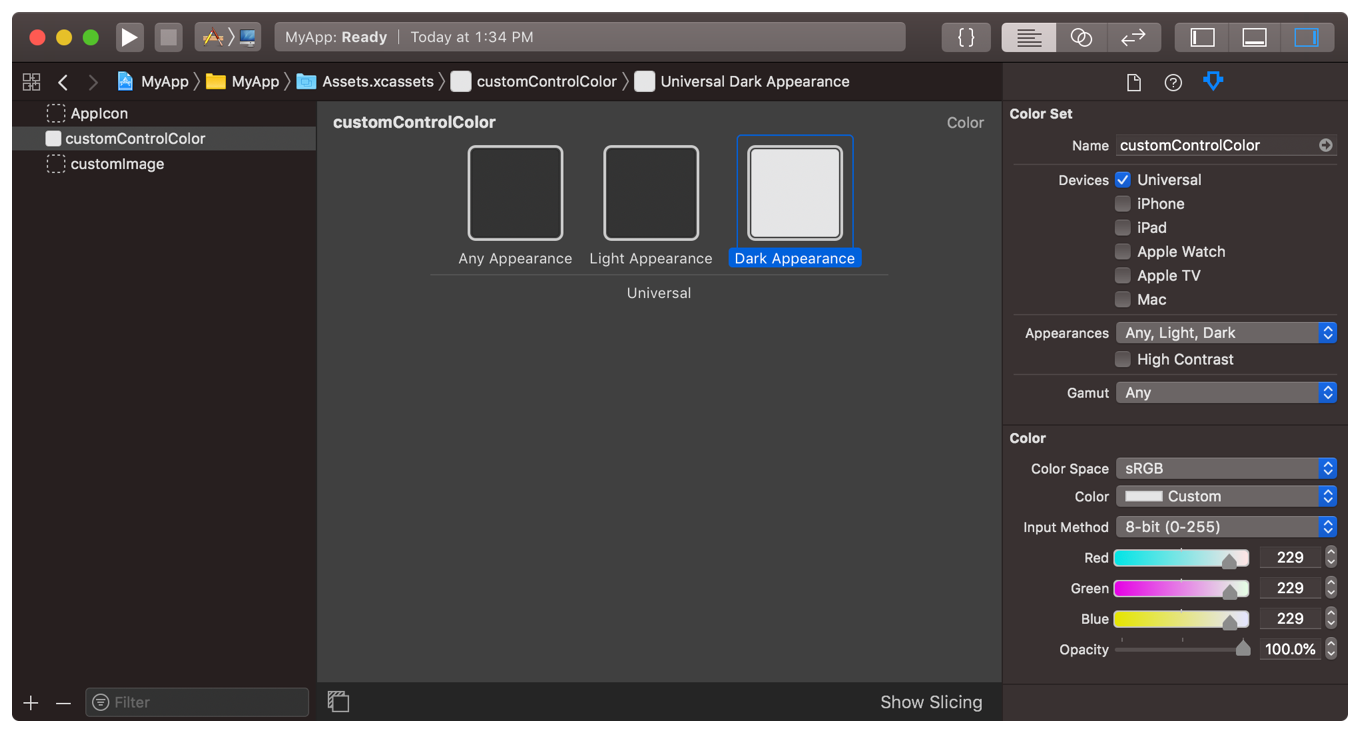 MyApp: Ready | Today at 1:34 PM
{ }
MyApp 〉 MyApp 〉 Assets.xcassets 〉 customControlColor 〉 Universal Dark Appearance
AppIcon
customControlColor
customImage
Filter
customControlColor Color
Any Appearance Light Appearance Dark Appearance
Universal
Show Slicing
Color Set
Name customControlColor
Devices Universal
iPhone
iPad
Apple Watch
Apple TV
Mac
Appearances Any, Light, Dark
High Contrast
Gamut Any
Color
Color Space sRGB
Color Custom
Input Method 8-bit (0-255)
Red 229
Green 229
Blue 229
Opacity 100.0%